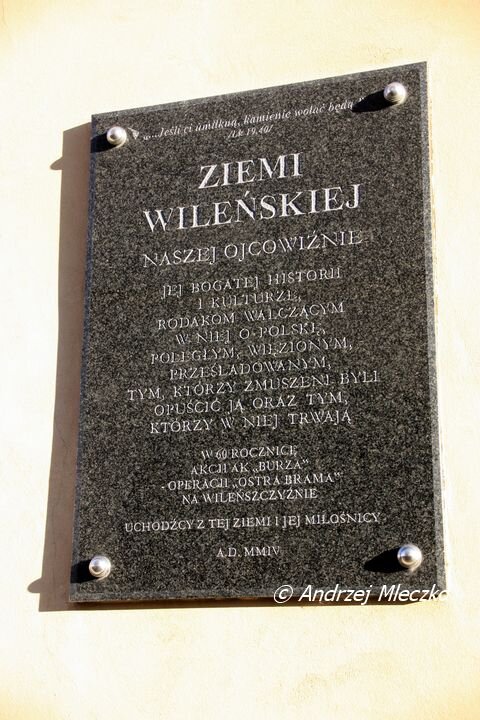 „...Jeśli ci umilkną, kamienie wołać będą”
/Łk 19,40/
ZIEMI
WILEŃSKIEJ
NASZEJ OJCOWIŹNIE
JEJ BOGATEJ HISTORII
I KULTURZE,
RODAKOM WALCZĄCYM
W NIEJ O POLSKĘ,
POLEGŁYM, WIĘZIONYM,
PRZEŚLADOWANYM,
TYM, KTÓRZY ZMUSZENI BYLI
OPUŚCIĆ JĄ ORAZ TYM,
KTÓRZY W NIEJ TRWAJĄ
W 60 ROCZNICĘ
AKCJI AK „BURZA”
- OPERACJI „OSTRA BRAMA”
NA WILEŃSZCZYŹNIE
UCHODŹCY Z TEJ ZIEMI I JEJ MIŁOŚNICY
A.D. MMIV
© Andrzej Mleczko